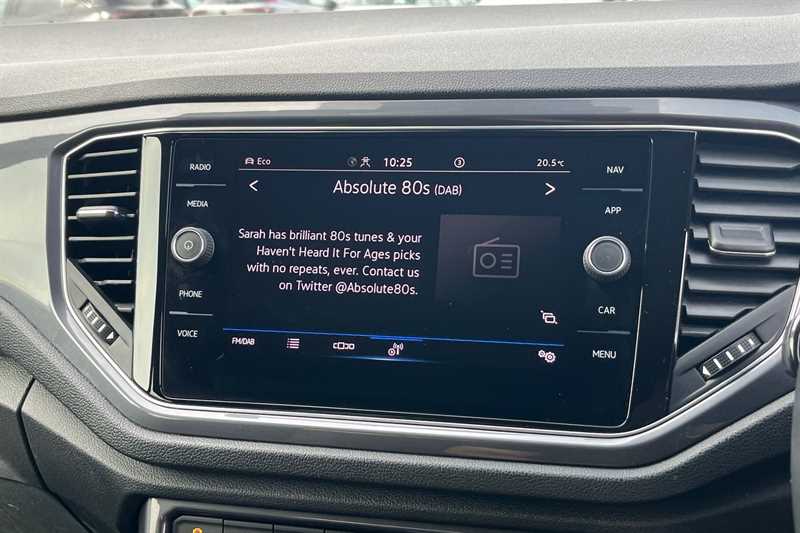 Eco 10:25 3 20.5°C
RADIO
NAV
Absolute 80s (DAB)
MEDIA
APP
Sarah has brilliant 80s tunes & your
Haven't Heard It For Ages picks
with no repeats, ever. Contact us
on Twitter @Absolute80s.
PHONE
CAR
VOICE
FM/DAB
MENU